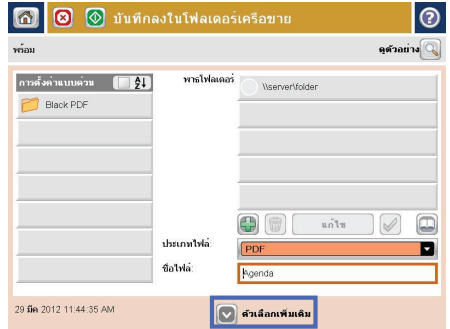 บันทึกลงในโฟลเดอร์เครือข่าย
พร้อม
ดูตัวอย่าง
การตั้งค่าแบบด่วน
พาธโฟลเดอร์
\\server\folder
Black PDF
แก้ไข
ประเภทไฟล์:
PDF
ชื่อไฟล์:
Agenda
29 มีค 2012 11:44:35 AM
ตัวเลือกเพิ่มเติม